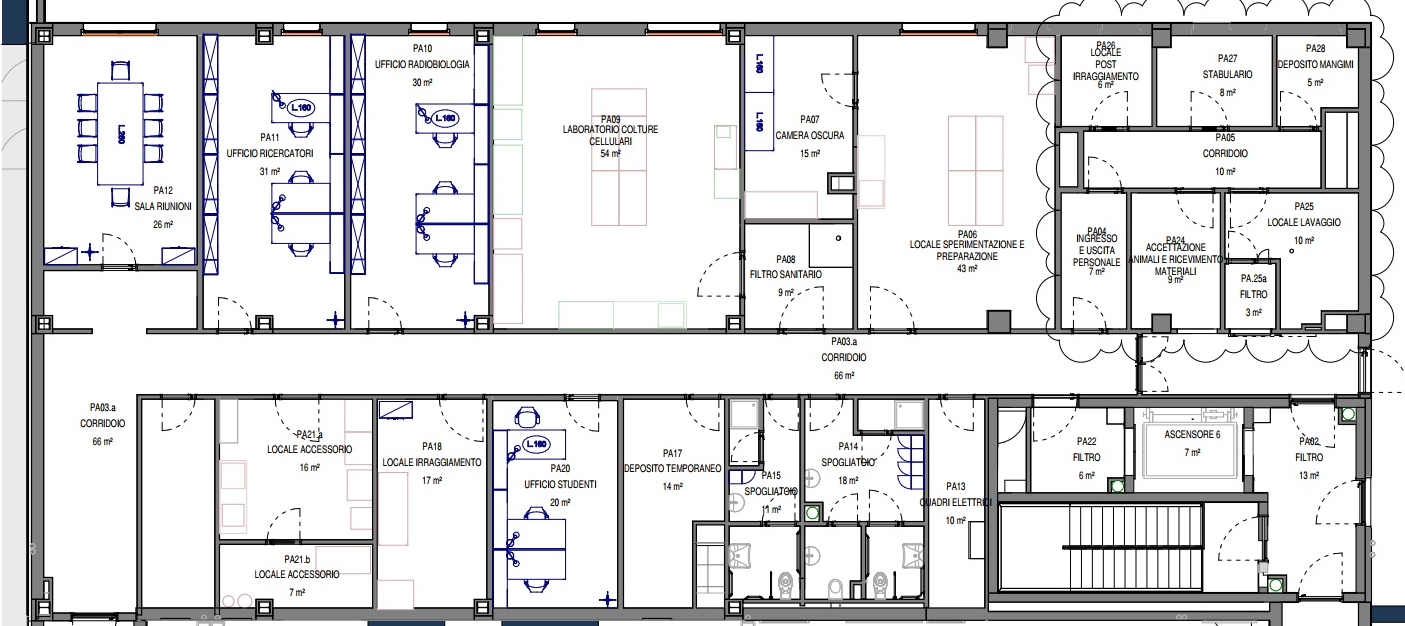 PA12
SALA RIUNIONI
26 m²
L.280
PA11
UFFICIO RICERCATORI
31 m²
L.160
PA10
UFFICIO RADIOBIOLOGIA
30 m²
L.160
PA09
LABORATORIO COLTURE
CELLULARI
54 m²
L.180
L.180
PA07
CAMERA OSCURA
15 m²
PA08
FILTRO SANITARIO
9 m²
PA06
LOCALE SPERIMENTAZIONE E
PREPARAZIONE
43 m²
PA26
LOCALE
POST
IRRAGGIAMENTO
6 m²
PA27
STABULARIO
8 m²
PA28
DEPOSITO MANGIMI
5 m²
PA05
CORRIDOIO
10 m²
PA04
INGRESSO
E USCITA
PERSONALE
7 m²
PA24
ACCETTAZIONE
ANIMALI E RICEVIMENTO
MATERIALI
9 m²
PA25
LOCALE LAVAGGIO
10 m²
PA.25a
FILTRO
3 m²
PA03.a
CORRIDOIO
66 m²
PA03.a
CORRIDOIO
66 m²
PA21.a
LOCALE ACCESSORIO
16 m²
PA21.b
LOCALE ACCESSORIO
7 m²
PA18
LOCALE IRRAGGIAMENTO
17 m²
L.160
PA20
UFFICIO STUDENTI
20 m²
PA17
DEPOSITO TEMPORANEO
14 m²
PA15
SPOGLIATOIO
11 m²
PA14
SPOGLIATOIO
18 m²
PA13
QUADRI ELETTRICI
10 m²
PA22
FILTRO
6 m²
ASCENSORE 6
7 m²
PA02
FILTRO
13 m²